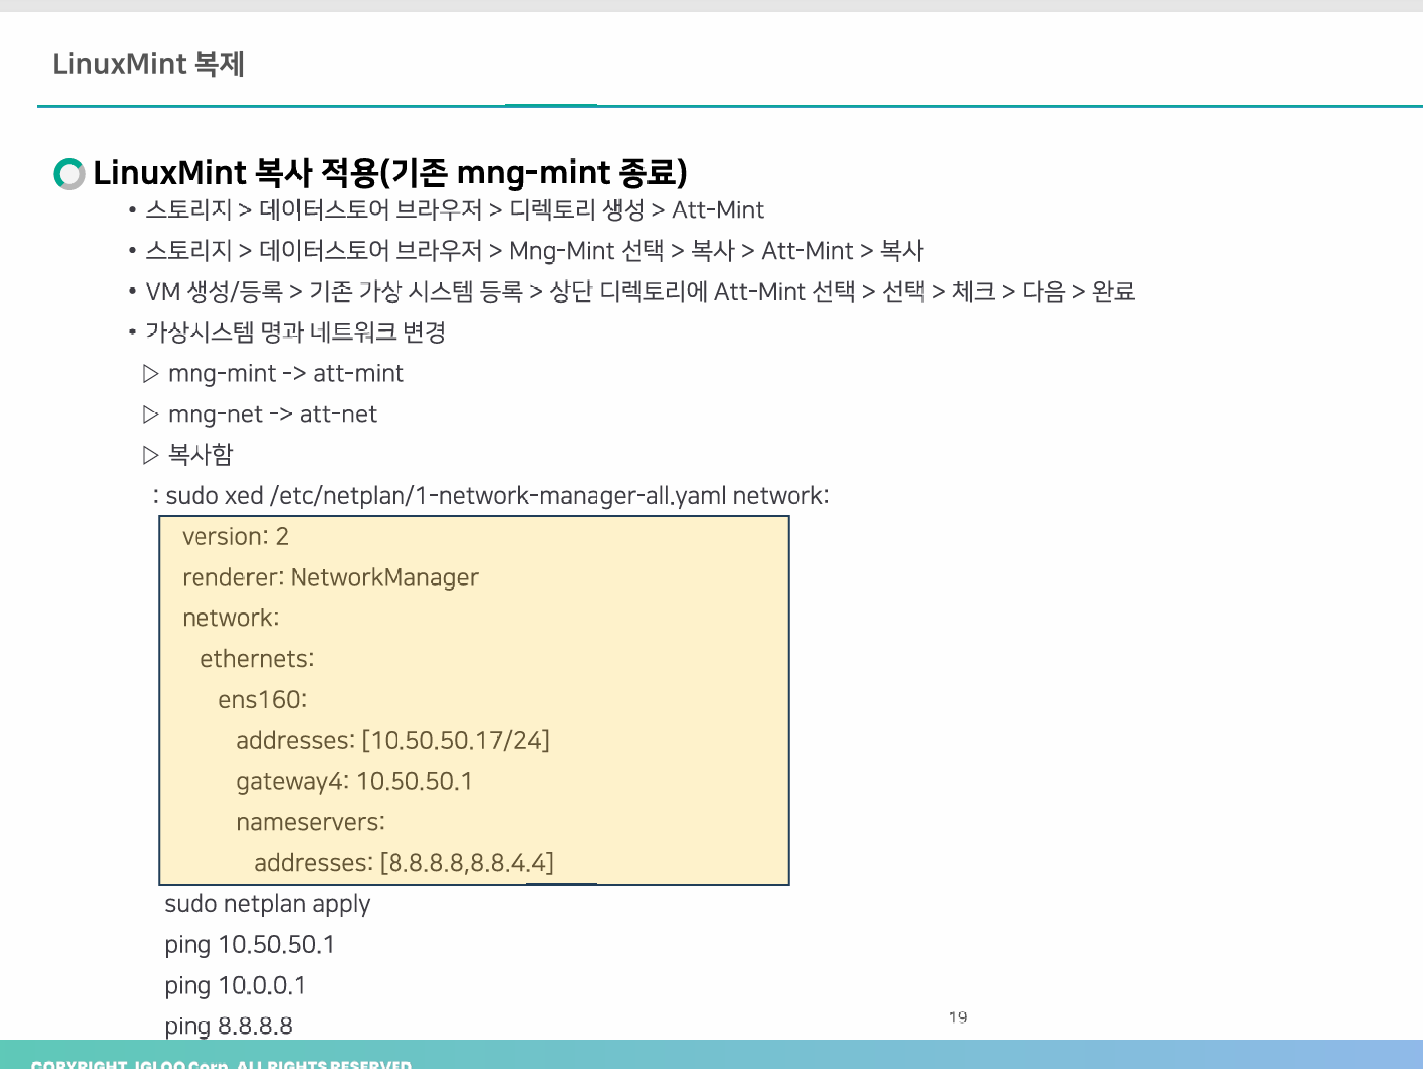 LinuxMint 복제
LinuxMint 복사 적용(기존 mng-mint 종료)
• 스토리지 > 데이터스토어 브라우저 > 디렉토리 생성 > Att-Mint
• 스토리지 > 데이터스토어 브라우저 > Mng-Mint 선택 > 복사 > Att-Mint > 복사
• VM 생성/등록 > 기존 가상 시스템 등록 > 상단 디렉토리에 Att-Mint 선택 > 선택 > 체크 > 다음 > 완료
• 가상시스템 명과 네트워크 변경
▷ mng-mint -> att-mint
▷ mng-net -> att-net
▷ 복사함
: sudo xed /etc/netplan/1-network-manager-all.yaml network:
version: 2
renderer: NetworkManager
network:
ethernets:
ens160:
addresses: [10.50.50.17/24]
gateway4: 10.50.50.1
nameservers:
addresses: [8.8.8.8,8.8.4.4]
sudo netplan apply
ping 10.50.50.1
ping 10.0.0.1
ping 8.8.8.8
19
COPYRIGHT. IGLOO Corp. ALL RIGHTS RESERVED